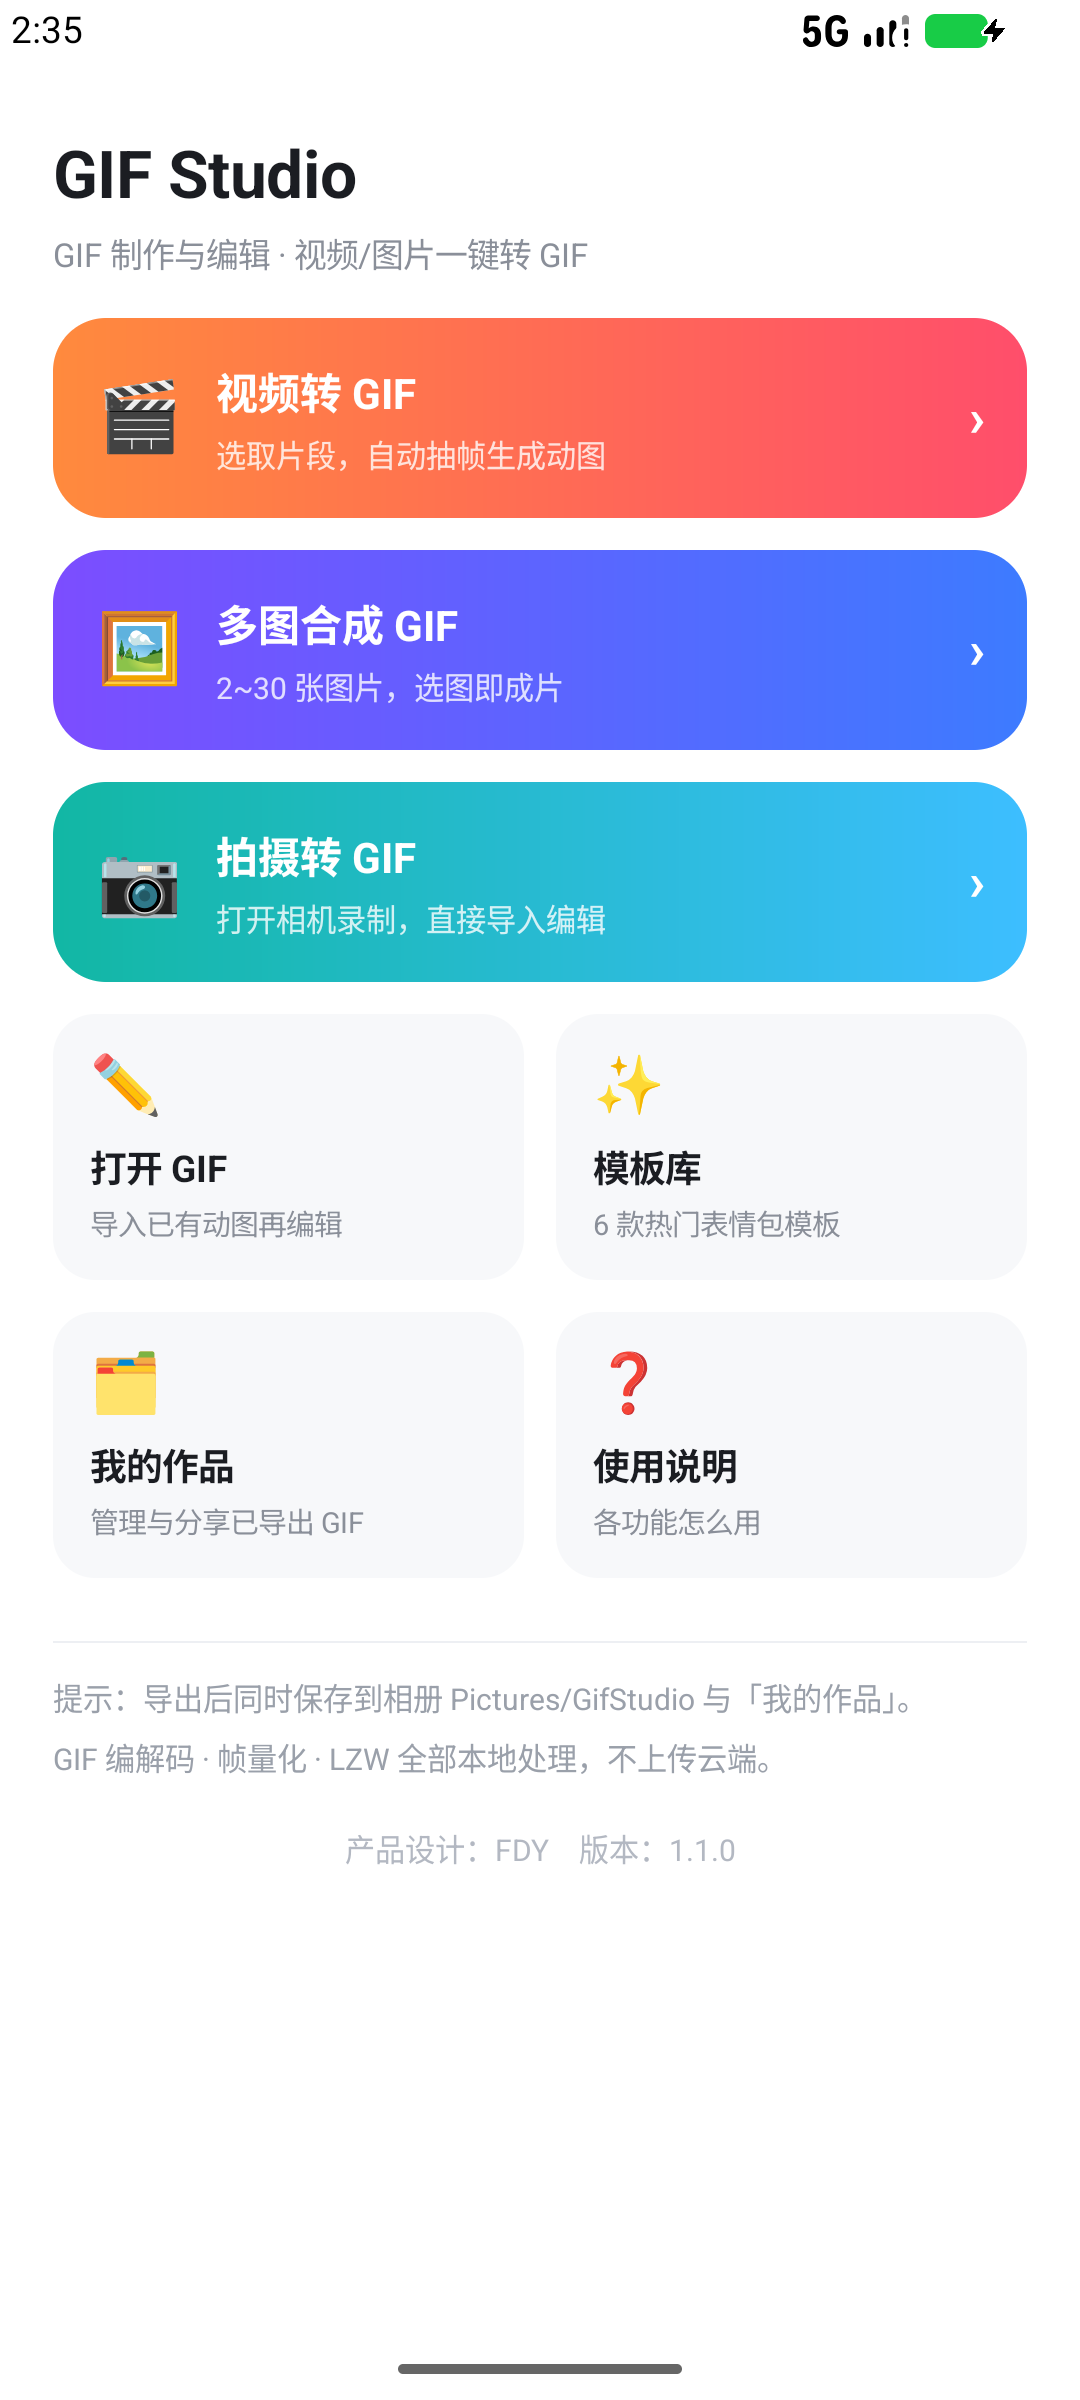 2:35
5G
GIF Studio
GIF 制作与编辑 · 视频/图片一键转 GIF
视频转 GIF
选取片段，自动抽帧生成动图
多图合成 GIF
2~30 张图片，选图即成片
拍摄转 GIF
打开相机录制，直接导入编辑
打开 GIF
导入已有动图再编辑
模板库
6 款热门表情包模板
我的作品
管理与分享已导出 GIF
使用说明
各功能怎么用
提示：导出后同时保存到相册 Pictures/GifStudio 与「我的作品」。
GIF 编解码 · 帧量化 · LZW 全部本地处理，不上传云端。
产品设计：FDY 版本：1.1.0